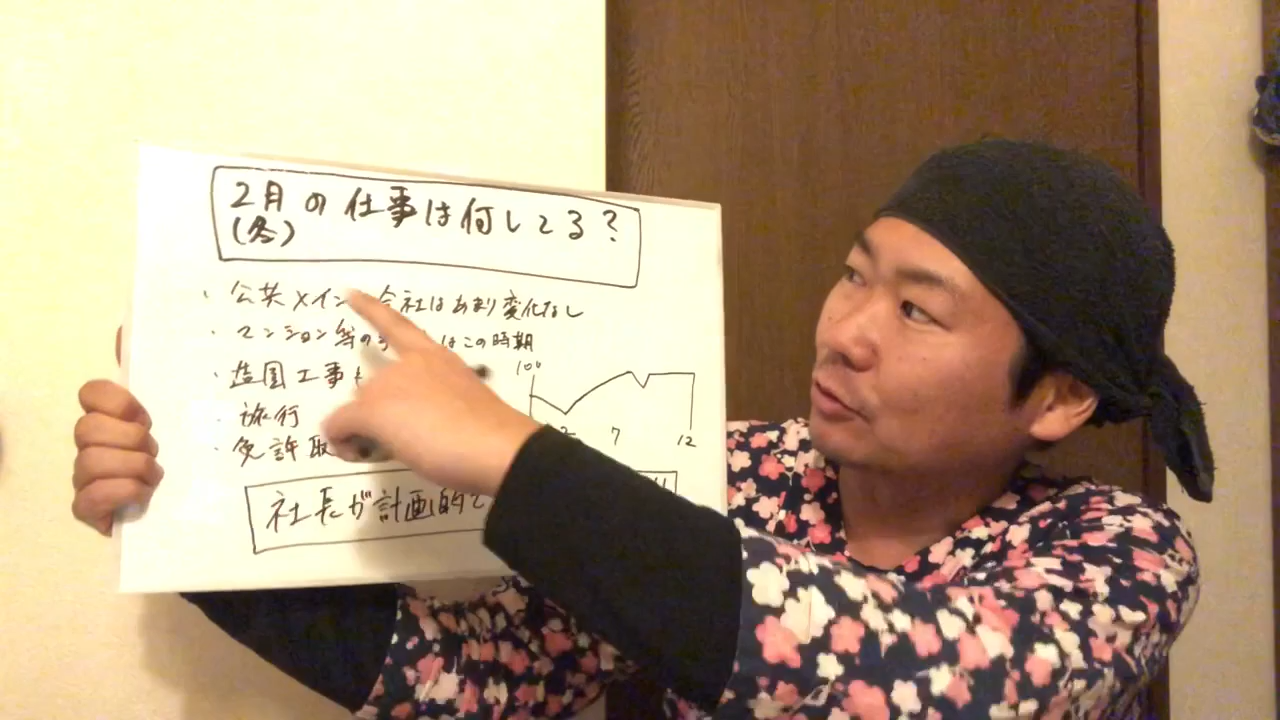 2月の仕事は何してる?
(冬)
・公共メイン 会社はあまり変化なし
・マンション等の はこの時期
・造園工事
・旅行
・免許取
100
2 7 12
社長が計画的